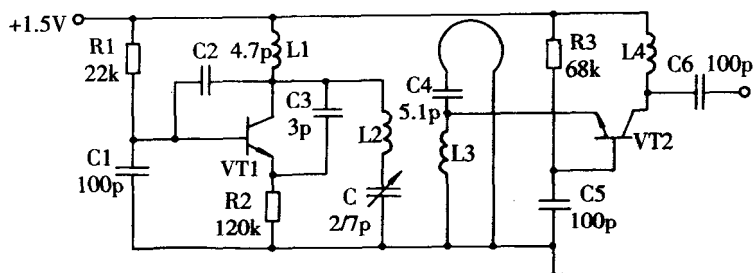 +1.5V
R1
22k
C2
4.7p
L1
C3
3p
L2
C1
100p
VT1
R2
120k
C
2/7p
C4
5.1p
L3
R3
68k
L4
C6
100p
VT2
C5
100p